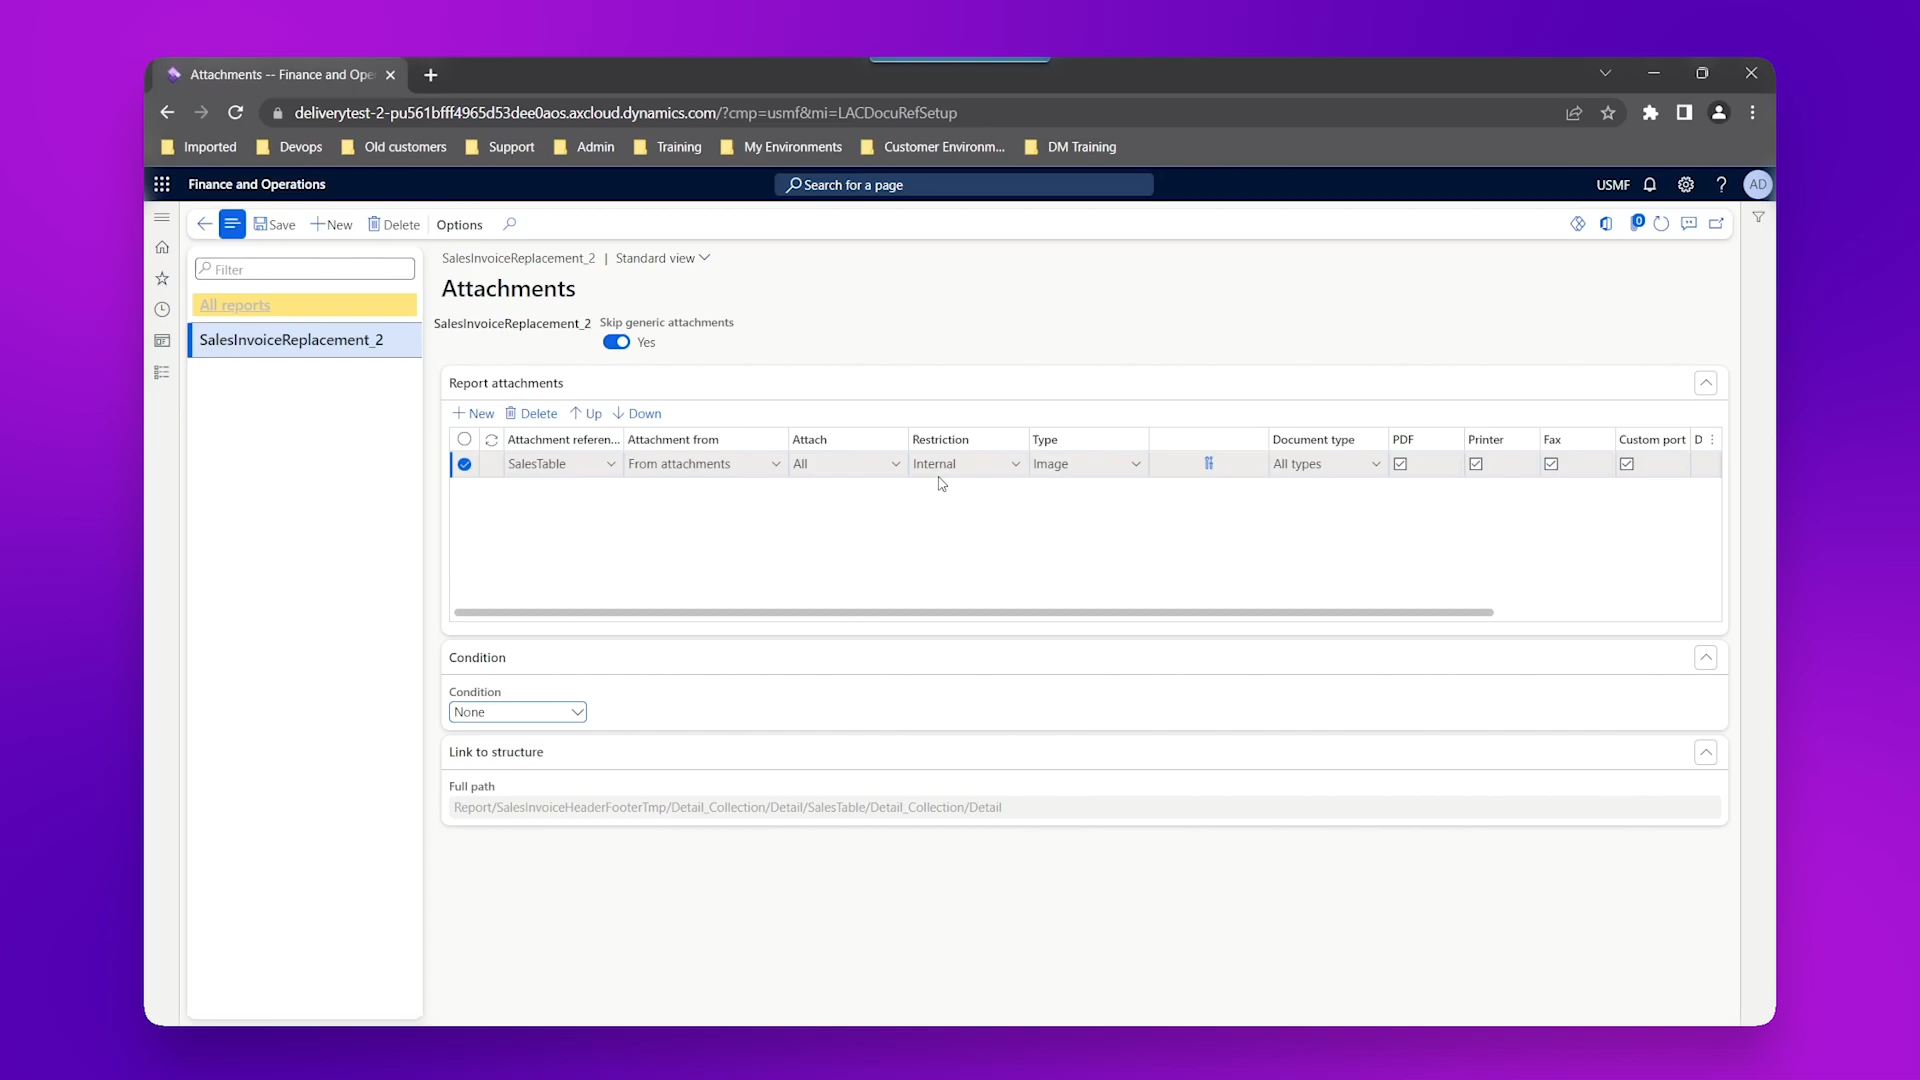 Attachments -- Finance and Ope
deliverytest-2-pu561bfff4965d53dee0aos.axcloud.dynamics.com/?cmp=usmf&mi=LACDocuRefSetup
Imported Devops Old customers Support Admin Training My Environments Customer Environm... DM Training
Finance and Operations Search for a page USMF ? AD
Save New Delete Options 0
Filter
All reports
SalesInvoiceReplacement_2
SalesInvoiceReplacement_2 | Standard view
Attachments
SalesInvoiceReplacement_2 Skip generic attachments
Yes
Report attachments
New Delete Up Down
Attachment referen... Attachment from Attach Restriction Type Document type PDF Printer Fax Custom port D
SalesTable From attachments All Internal Image All types
Condition
Condition
None
Link to structure
Full path
Report/SalesInvoiceHeaderFooterTmp/Detail_Collection/Detail/SalesTable/Detail_Collection/Detail